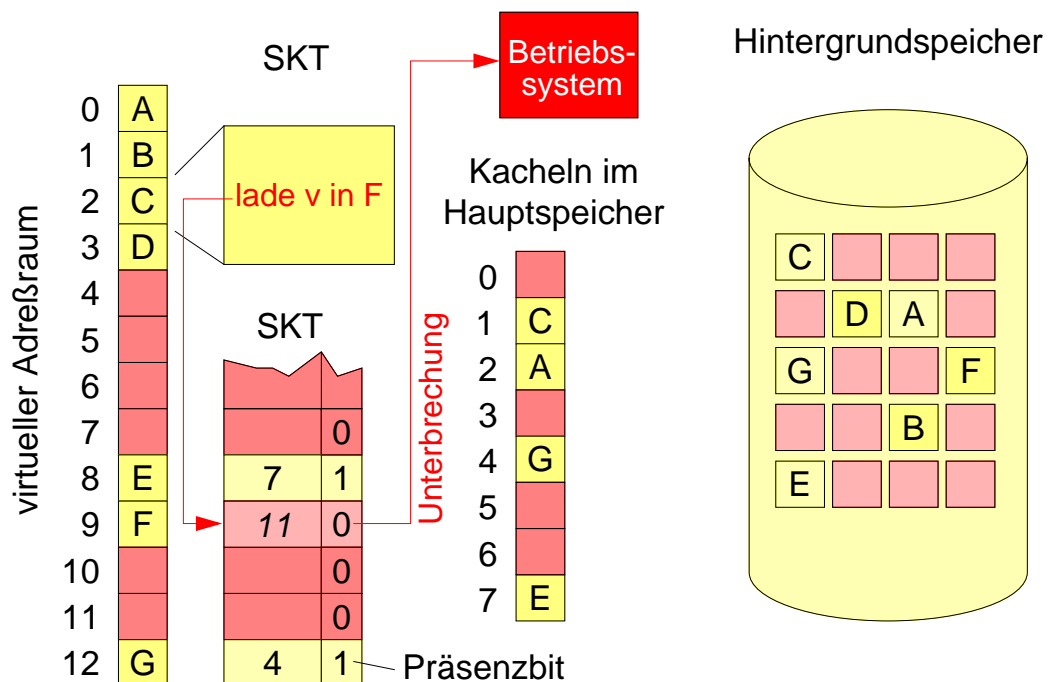 SKT
Betriebs-
system
Hintergrundspeicher
virtueller Adreßraum
0 A
1 B
2 C
3 D
4
5
6
7
8 E
9 F
10
11
12 G
lade v in F
SKT
0
7 1
11 0
0
0
4 1
Präsenzbit
Unterbrechung
Kacheln im
Hauptspeicher
0
1 C
2 A
3
4 G
5
6
7 E
C
D A
G F
B
E